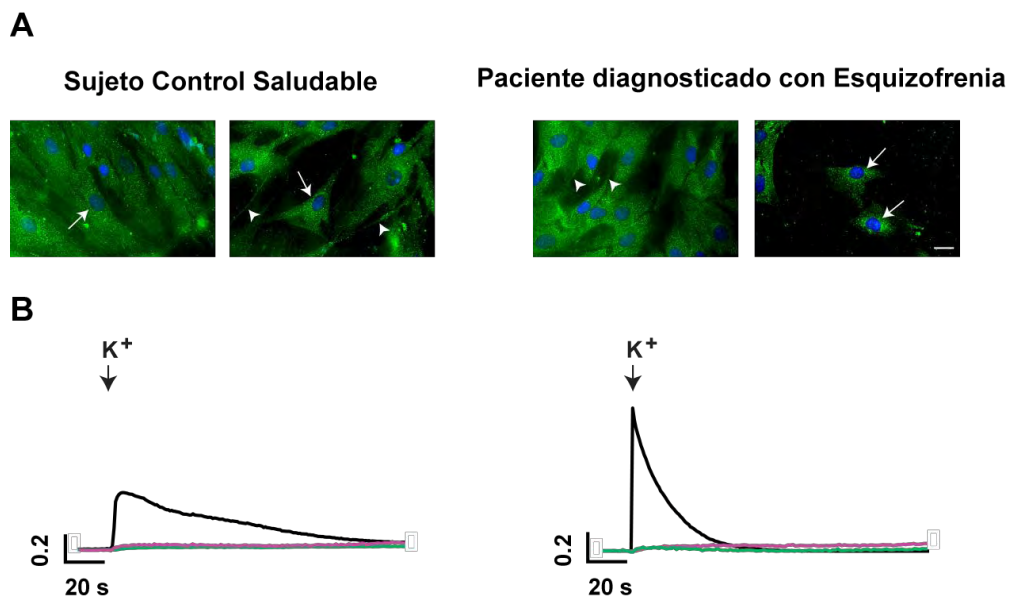 A
Sujeto Control Saludable
Paciente diagnosticado con Esquizofrenia
B
K+
K+
0.2
20 s
0.2
20 s